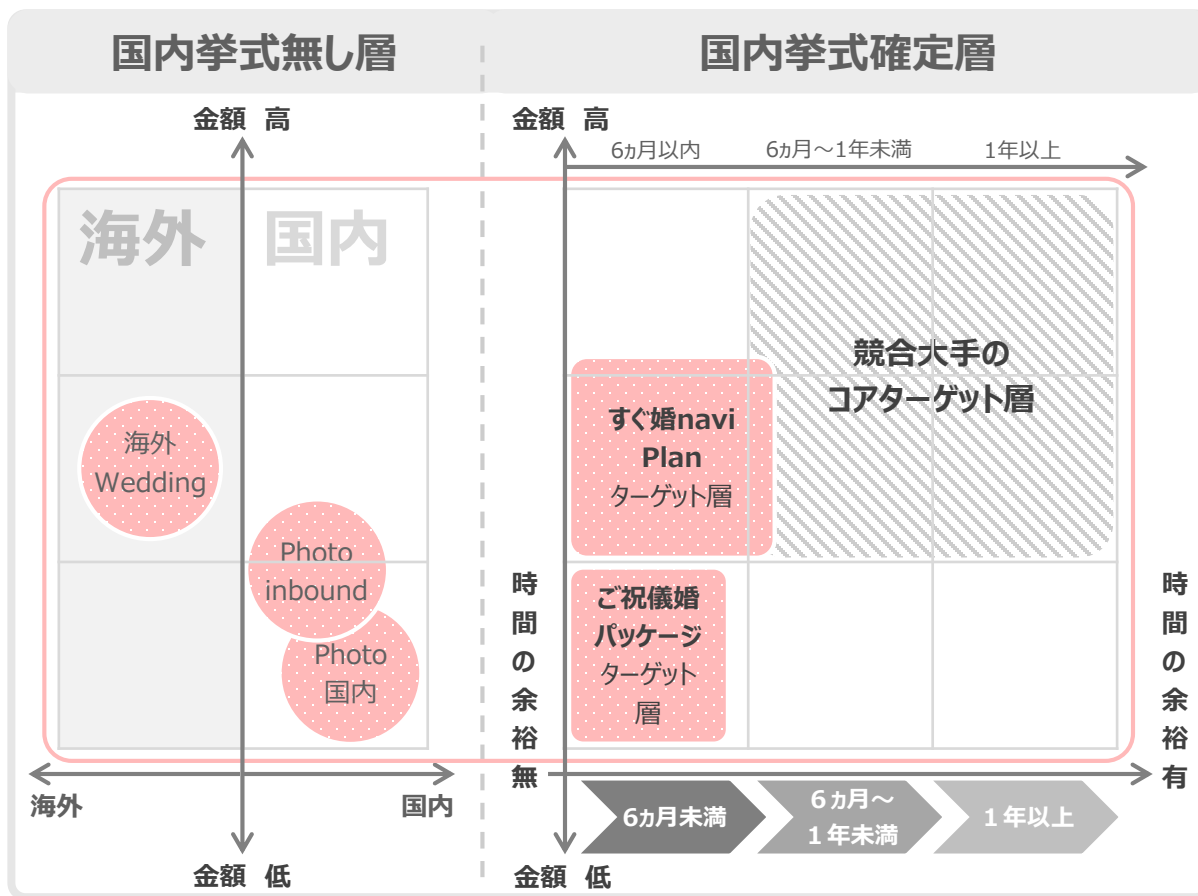 国内挙式無し層
国内挙式確定層
金額 高
海外
国内
海外
Wedding
Photo
inbound
Photo
国内
海外
国内
金額 低
金額 高
6ヵ月以内
6ヵ月～1年未満
1年以上
競合大手の
コアターゲット層
すぐ婚navi
Plan
ターゲット層
ご祝儀婚
パッケージ
ターゲット
層
時間の余裕無
時間の余裕有
6ヵ月未満
6ヵ月～
1年未満
1年以上
金額 低